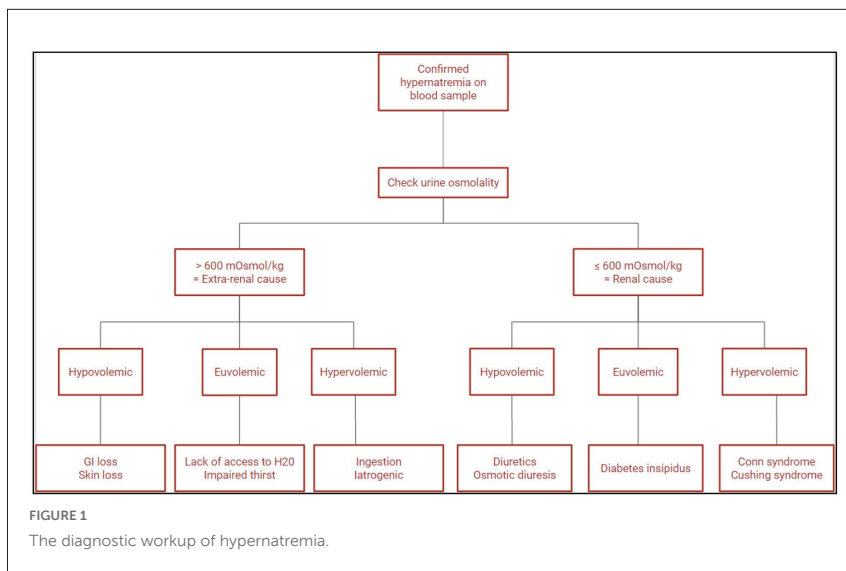 Confirmed
hypernatremia on
blood sample
Check urine osmolality
> 600 mOsmol/kg
= Extra-renal cause
≤ 600 mOsmol/kg
= Renal cause
Hypovolemic
Euvolemic
Hypervolemic
Hypovolemic
Euvolemic
Hypervolemic
GI loss
Skin loss
Lack of access to H20
Impaired thirst
Ingestion
Iatrogenic
Diuretics
Osmotic diuresis
Diabetes insipidus
Conn syndrome
Cushing syndrome
FIGURE 1
The diagnostic workup of hypernatremia.